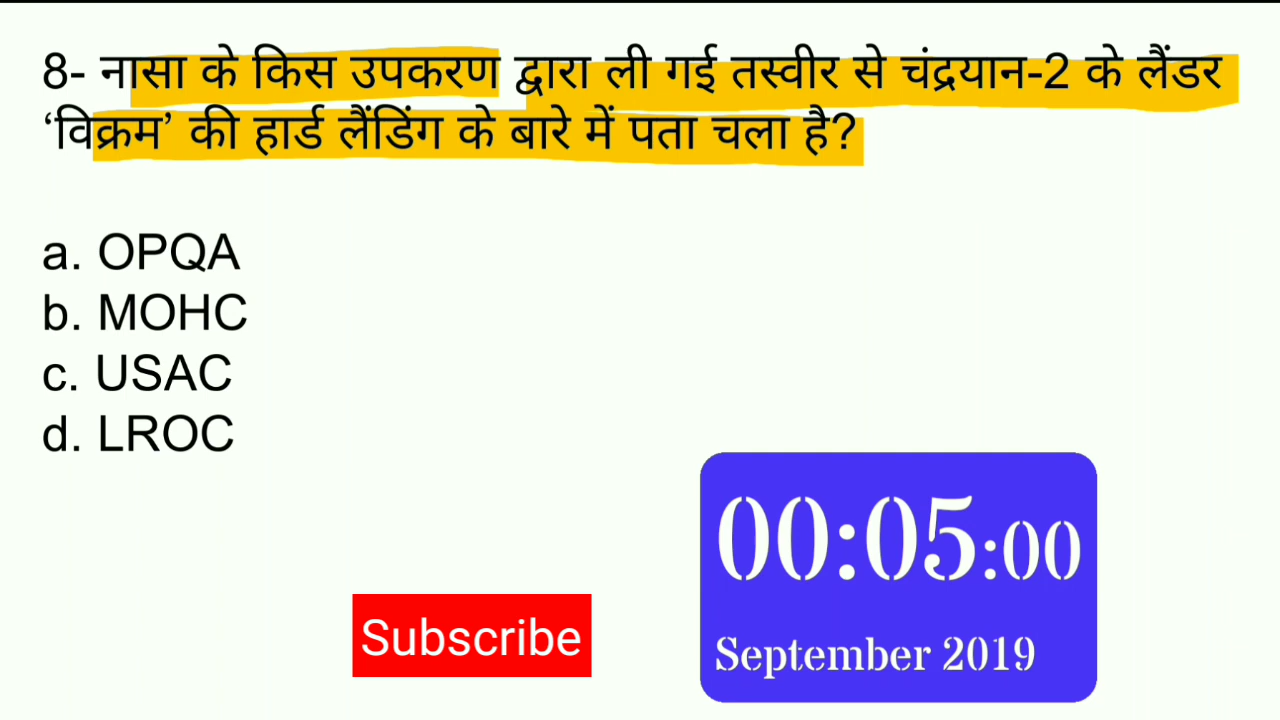 8- नासा के किस उपकरण द्वारा ली गई तस्वीर से चंद्रयान-2 के लैंडर
‘विक्रम’ की हार्ड लैंडिंग के बारे में पता चला है?
a. OPQA
b. MOHC
c. USAC
d. LROC
00:05:00
September 2019
Subscribe